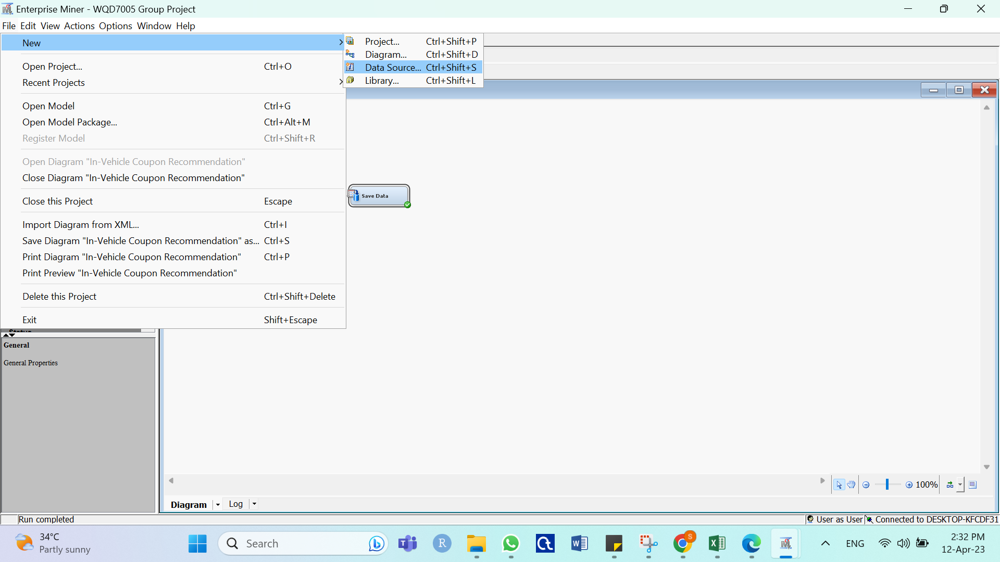 Enterprise Miner - WQD7005 Group Project
File Edit View Actions Options Window Help
New
Project... Ctrl+Shift+P
Diagram... Ctrl+Shift+D
Data Source... Ctrl+Shift+S
Library... Ctrl+Shift+L
Open Project... Ctrl+O
Recent Projects
Open Model Ctrl+G
Open Model Package... Ctrl+Alt+M
Register Model Ctrl+Shift+R
Open Diagram "In-Vehicle Coupon Recommendation"
Close Diagram "In-Vehicle Coupon Recommendation"
Close this Project Escape
Import Diagram from XML... Ctrl+I
Save Diagram "In-Vehicle Coupon Recommendation" as... Ctrl+S
Print Diagram "In-Vehicle Coupon Recommendation" Ctrl+P
Print Preview "In-Vehicle Coupon Recommendation"
Delete this Project Ctrl+Shift+Delete
Exit Shift+Escape
Save Data
Status
General
General Properties
100%
Diagram Log
Run completed
User as User Connected to DESKTOP-KFCDF31
34°C
Partly sunny
Search
ENG
2:32 PM
12-Apr-23